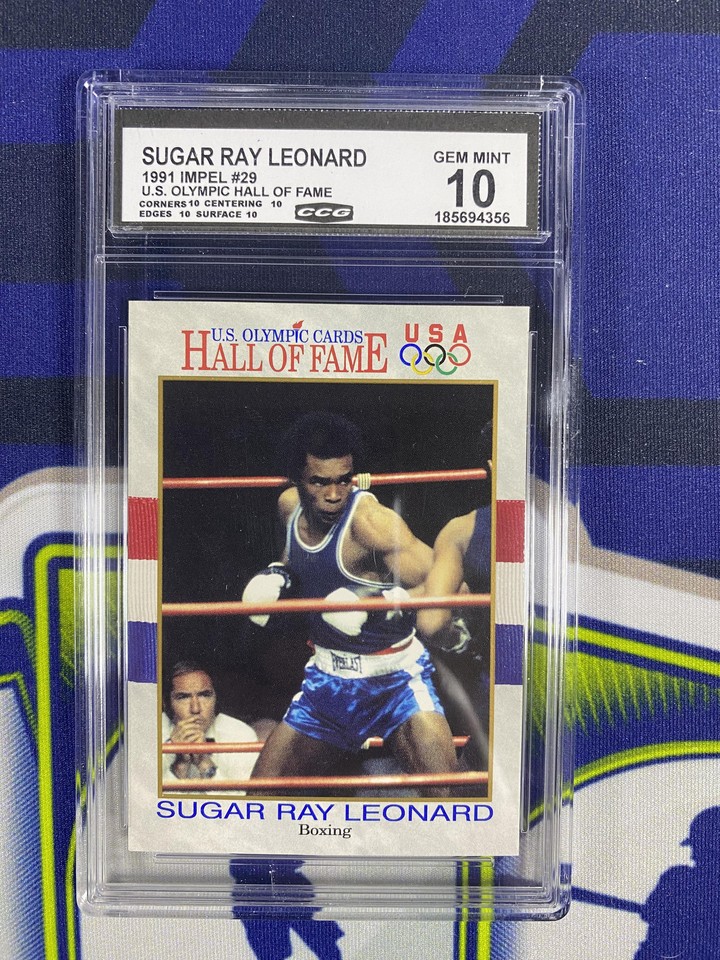 SUGAR RAY LEONARD
1991 IMPEL #29
U.S. OLYMPIC HALL OF FAME
CORNERS 10 CENTERING 10
EDGES 10 SURFACE 10
CCG
GEM MINT
10
185694356
U.S. OLYMPIC CARDS
HALL OF FAME
USA
EVERLAST
SUGAR RAY LEONARD
Boxing